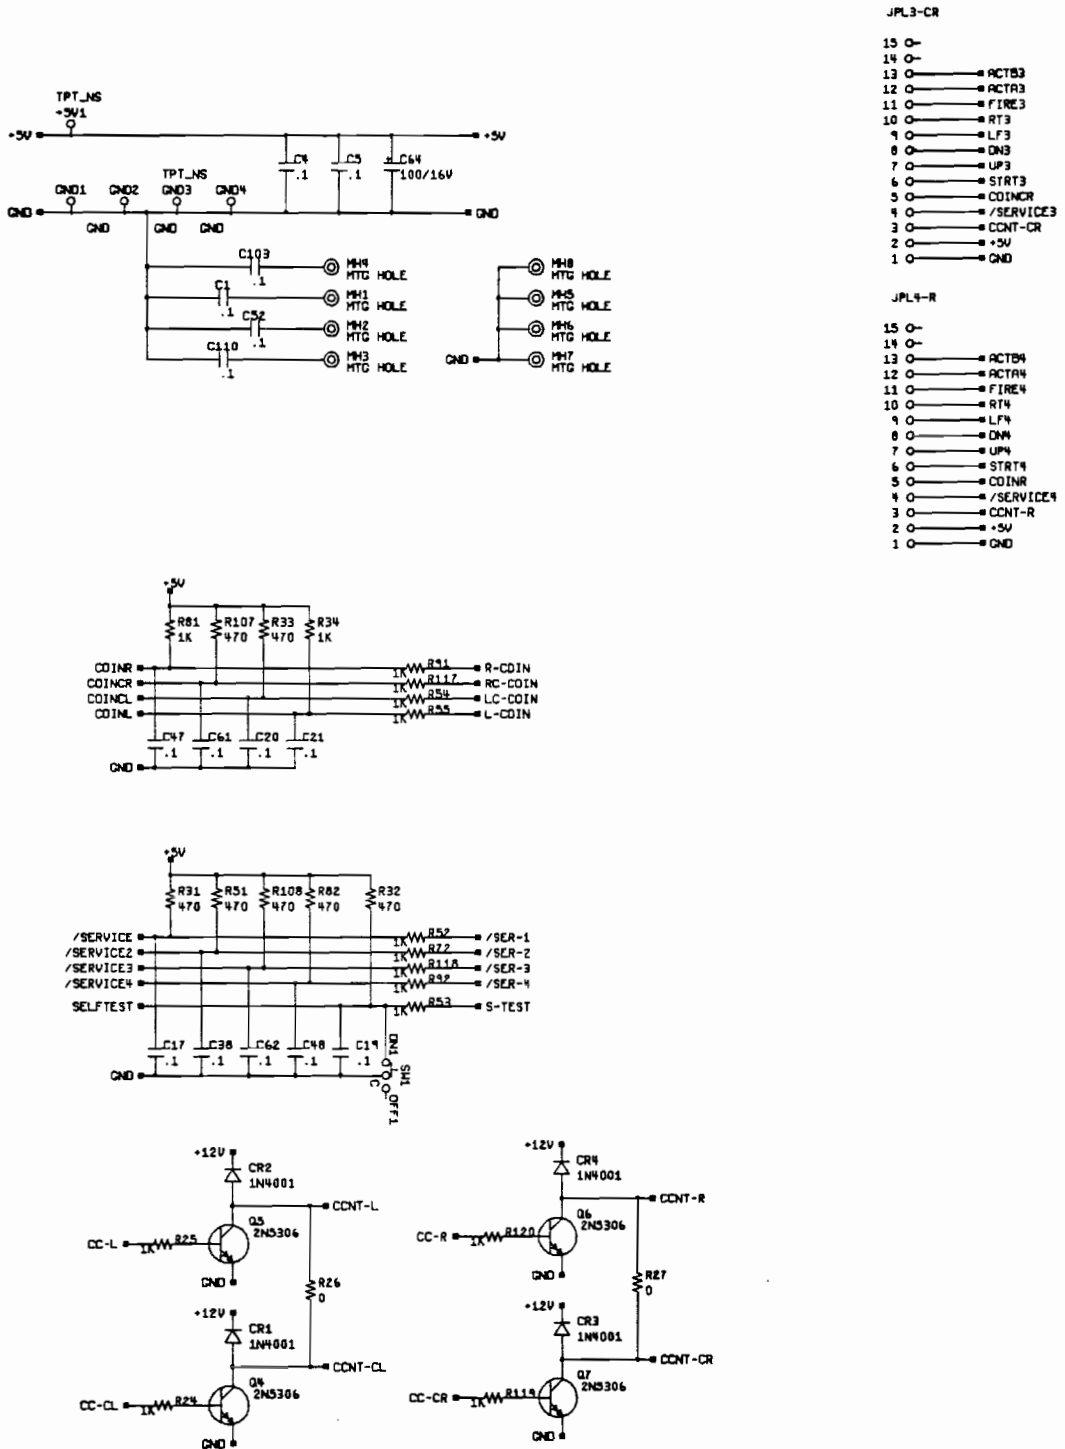 JPL3-CR
15
14
13 ACTB3
12 ACTA3
11 FIRE3
10 RT3
9 LF3
8 DN3
7 UP3
6 STRT3
5 COINCR
4 /SERVICE3
3 CCNT-CR
2 +5V
1 GND
TPT_NS
+5V1
+5V
+5V
C4
.1
C5
.1
+
C64
100/16V
TPT_NS
GND1 GND2 GND3 GND4
GND
GND GND GND
GND
C103
.1
MH4
MTG HOLE
C1
.1
MH1
MTG HOLE
C52
.1
MH2
MTG HOLE
C110
.1
MH3
MTG HOLE
MH8
MTG HOLE
MH5
MTG HOLE
MH6
MTG HOLE
GND
MH7
MTG HOLE
JPL4-R
15
14
13 ACTB4
12 ACTA4
11 FIRE4
10 RT4
9 LF4
8 DN4
7 UP4
6 STRT4
5 COINR
4 /SERVICE4
3 CCNT-R
2 +5V
1 GND
+5V
R81 R107 R33 R34
1K 470 470 1K
COINR 1K R91 R-COIN
COINCR 1K R117 RC-COIN
COINCL 1K R54 LC-COIN
COINL 1K R55 L-COIN
C47 C61 C20 C21
.1 .1 .1 .1
GND
+5V
R31 R51 R108 R82 R32
470 470 470 470 470
/SERVICE 1K R52 /SER-1
/SERVICE2 1K R72 /SER-2
/SERVICE3 1K R118 /SER-3
/SERVICE4 1K R92 /SER-4
SELFTEST 1K R53 S-TEST
C17 C38 C62 C48 C19
.1 .1 .1 .1 .1
GND
ON1
SW1
C
OFF1
+12V
CR2
1N4001
CCNT-L
Q5
2N5306
CC-L 1K R25
GND
R26
0
+12V
CR1
1N4001
CCNT-CL
Q4
2N5306
CC-CL 1K R24
GND
+12V
CR4
1N4001
CCNT-R
Q6
2N5306
CC-R 1K R120
GND
R27
0
+12V
CR3
1N4001
CCNT-CR
Q7
2N5306
CC-CR 1K R119
GND